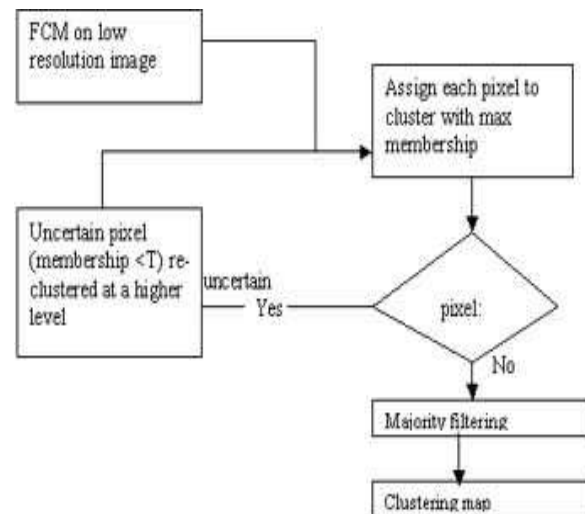 FCM on low
resolution image
Assign each pixel to
cluster with max
membership
Uncertain pixel
(membership <T) re-
clustered at a higher
level
uncertain
Yes
pixel:
No
Majority filtering
Clustering map